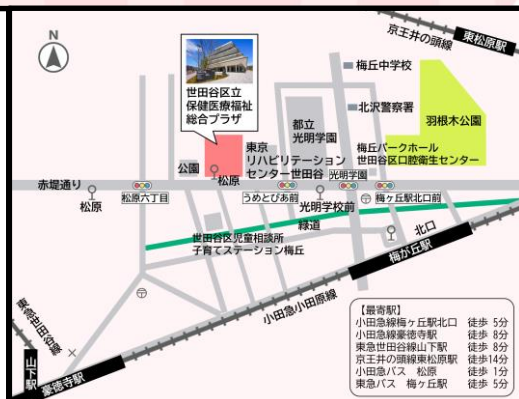 N
京王井の頭線
東松原駅
世田谷区立
保健医療福祉
総合プラザ
梅丘中学校
北沢警察署
羽根木公園
都立
光明学園
梅丘パークホール
世田谷区口腔衛生センター
公園
松原
東京
リハビリテーション
センター世田谷
光明学園
赤堤通り
松原
松原六丁目
うめとぴあ前
光明学校前
梅ヶ丘駅北口前
緑道
北口
世田谷区児童相談所
子育てステーション梅丘
梅が丘駅
小田急小田原線
東急世田谷線
山下駅
豪徳寺駅
【最寄駅】
小田急線梅ヶ丘駅北口 徒歩 5分
小田急線豪徳寺駅 徒歩 8分
東急世田谷線山下駅 徒歩 8分
京王井の頭線東松原駅 徒歩14分
小田急バス 松原 徒歩 1分
東急バス 梅ヶ丘駅 徒歩 5分